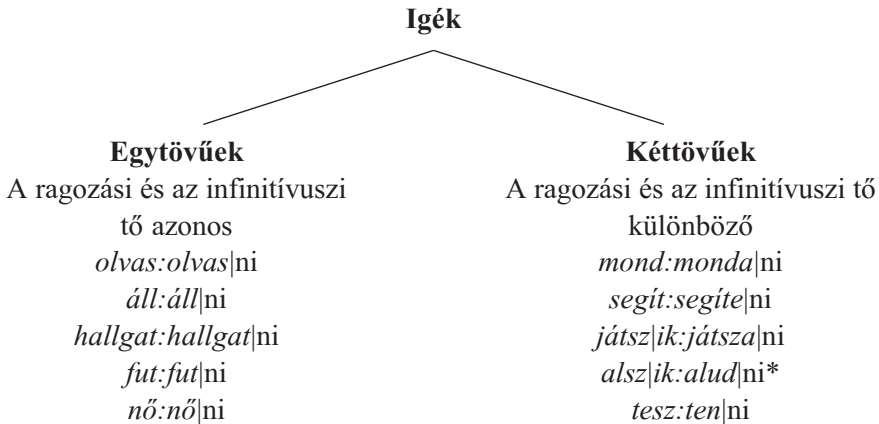 Igék
Egytövűek
A ragozási és az infinitívuszi
tő azonos
olvas:olvas|ni
áll:áll|ni
hallgat:hallgat|ni
fut:fut|ni
nő:nő|ni
Kéttövűek
A ragozási és az infinitívuszi tő
különböző
mond:monda|ni
segít:segíte|ni
játsz|ik:játsza|ni
alsz|ik:alud|ni*
tesz:ten|ni